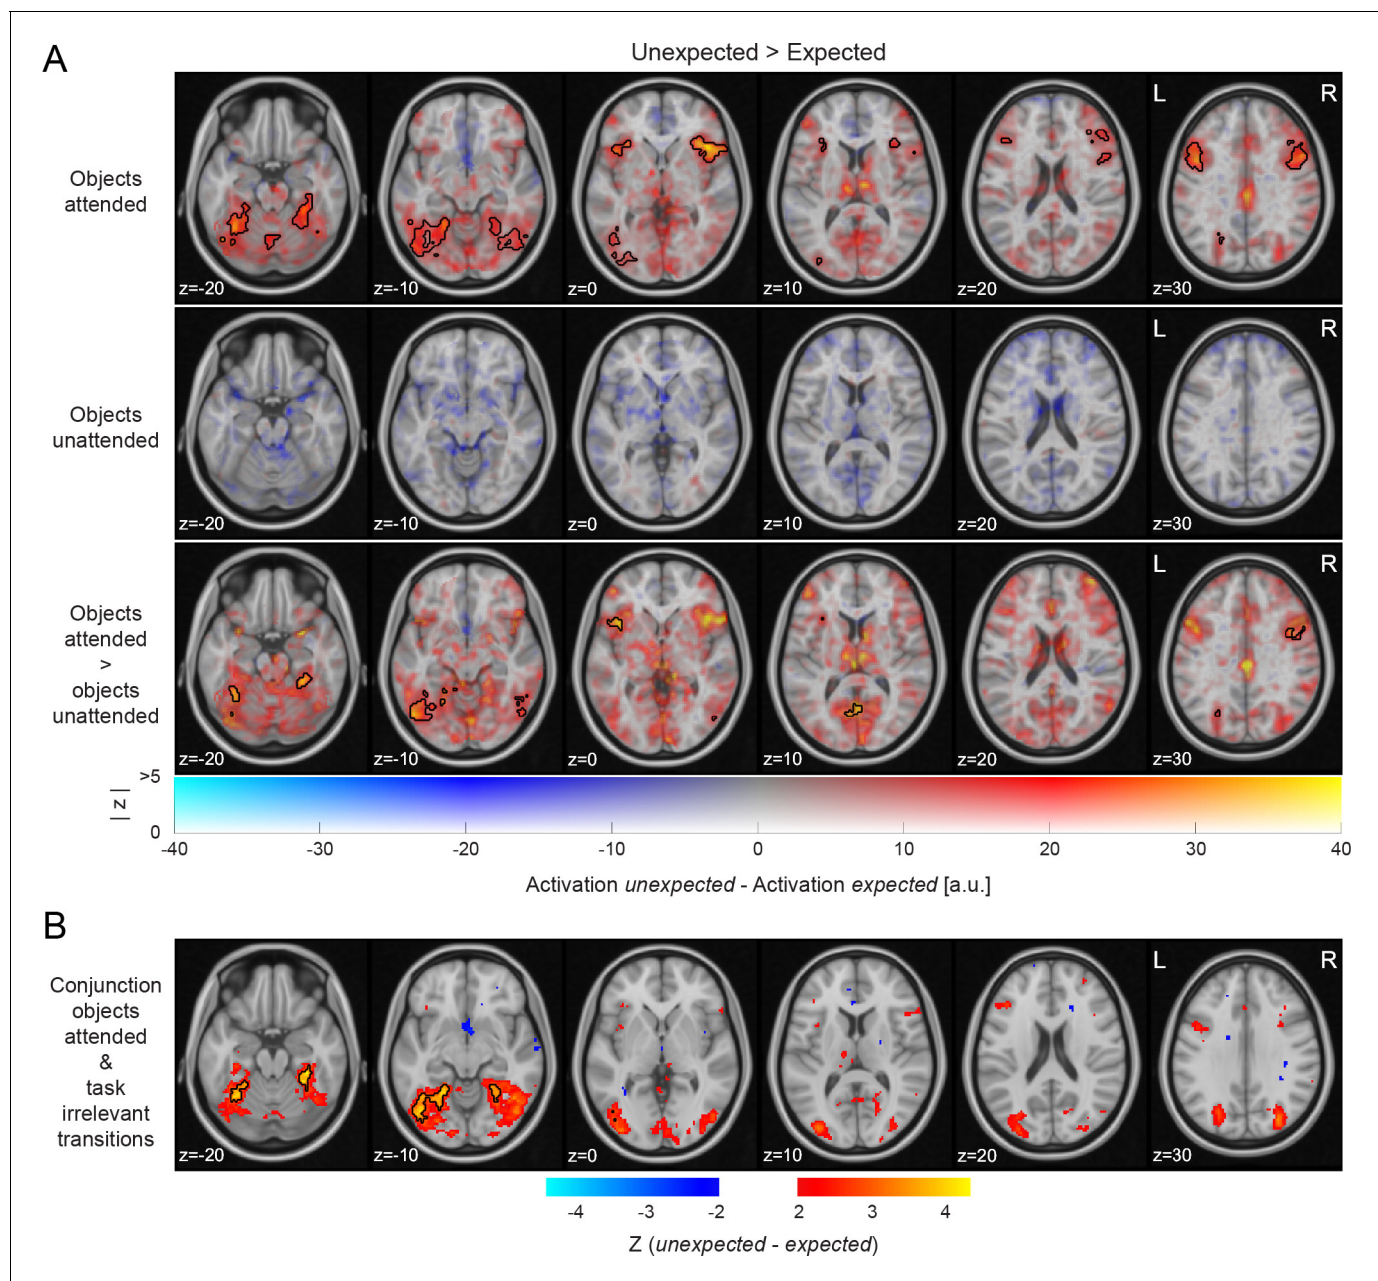 A
Unexpected > Expected
Objects
attended
L
R
z=-20
z=-10
z=0
z=10
z=20
z=30
Objects
unattended
L
R
z=-20
z=-10
z=0
z=10
z=20
z=30
Objects
attended
>
objects
unattended
L
R
z=-20
z=-10
z=0
z=10
z=20
z=30
| z |
>5
0
-40
-30
-20
-10
0
10
20
30
40
Activation unexpected - Activation expected [a.u.]
B
Conjunction
objects
attended
&
task
irrelevant
transitions
L
R
z=-20
z=-10
z=0
z=10
z=20
z=30
-4
-3
-2
2
3
4
Z (unexpected - expected)